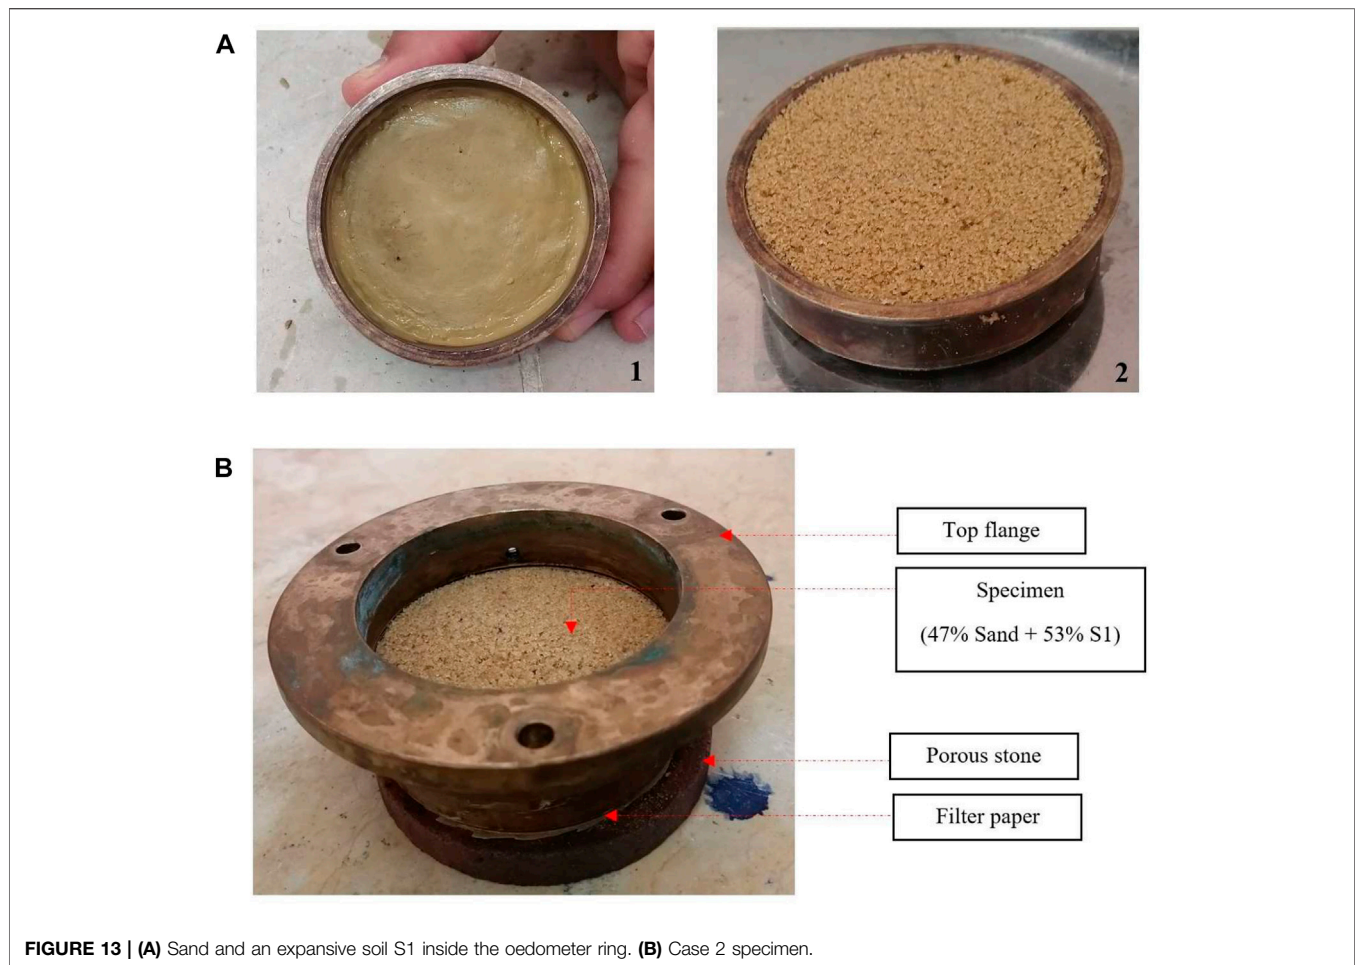 A
1
2
B
Top flange
Specimen
(47% Sand + 53% S1)
Porous stone
Filter paper
FIGURE 13 | (A) Sand and an expansive soil S1 inside the oedometer ring. (B) Case 2 specimen.